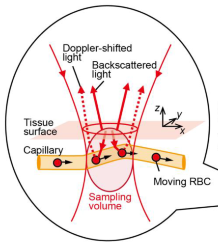 Doppler-shifted
light
Backscattered
light
z
y
x
Tissue
surface
Capillary
Moving RBC
Sampling
volume